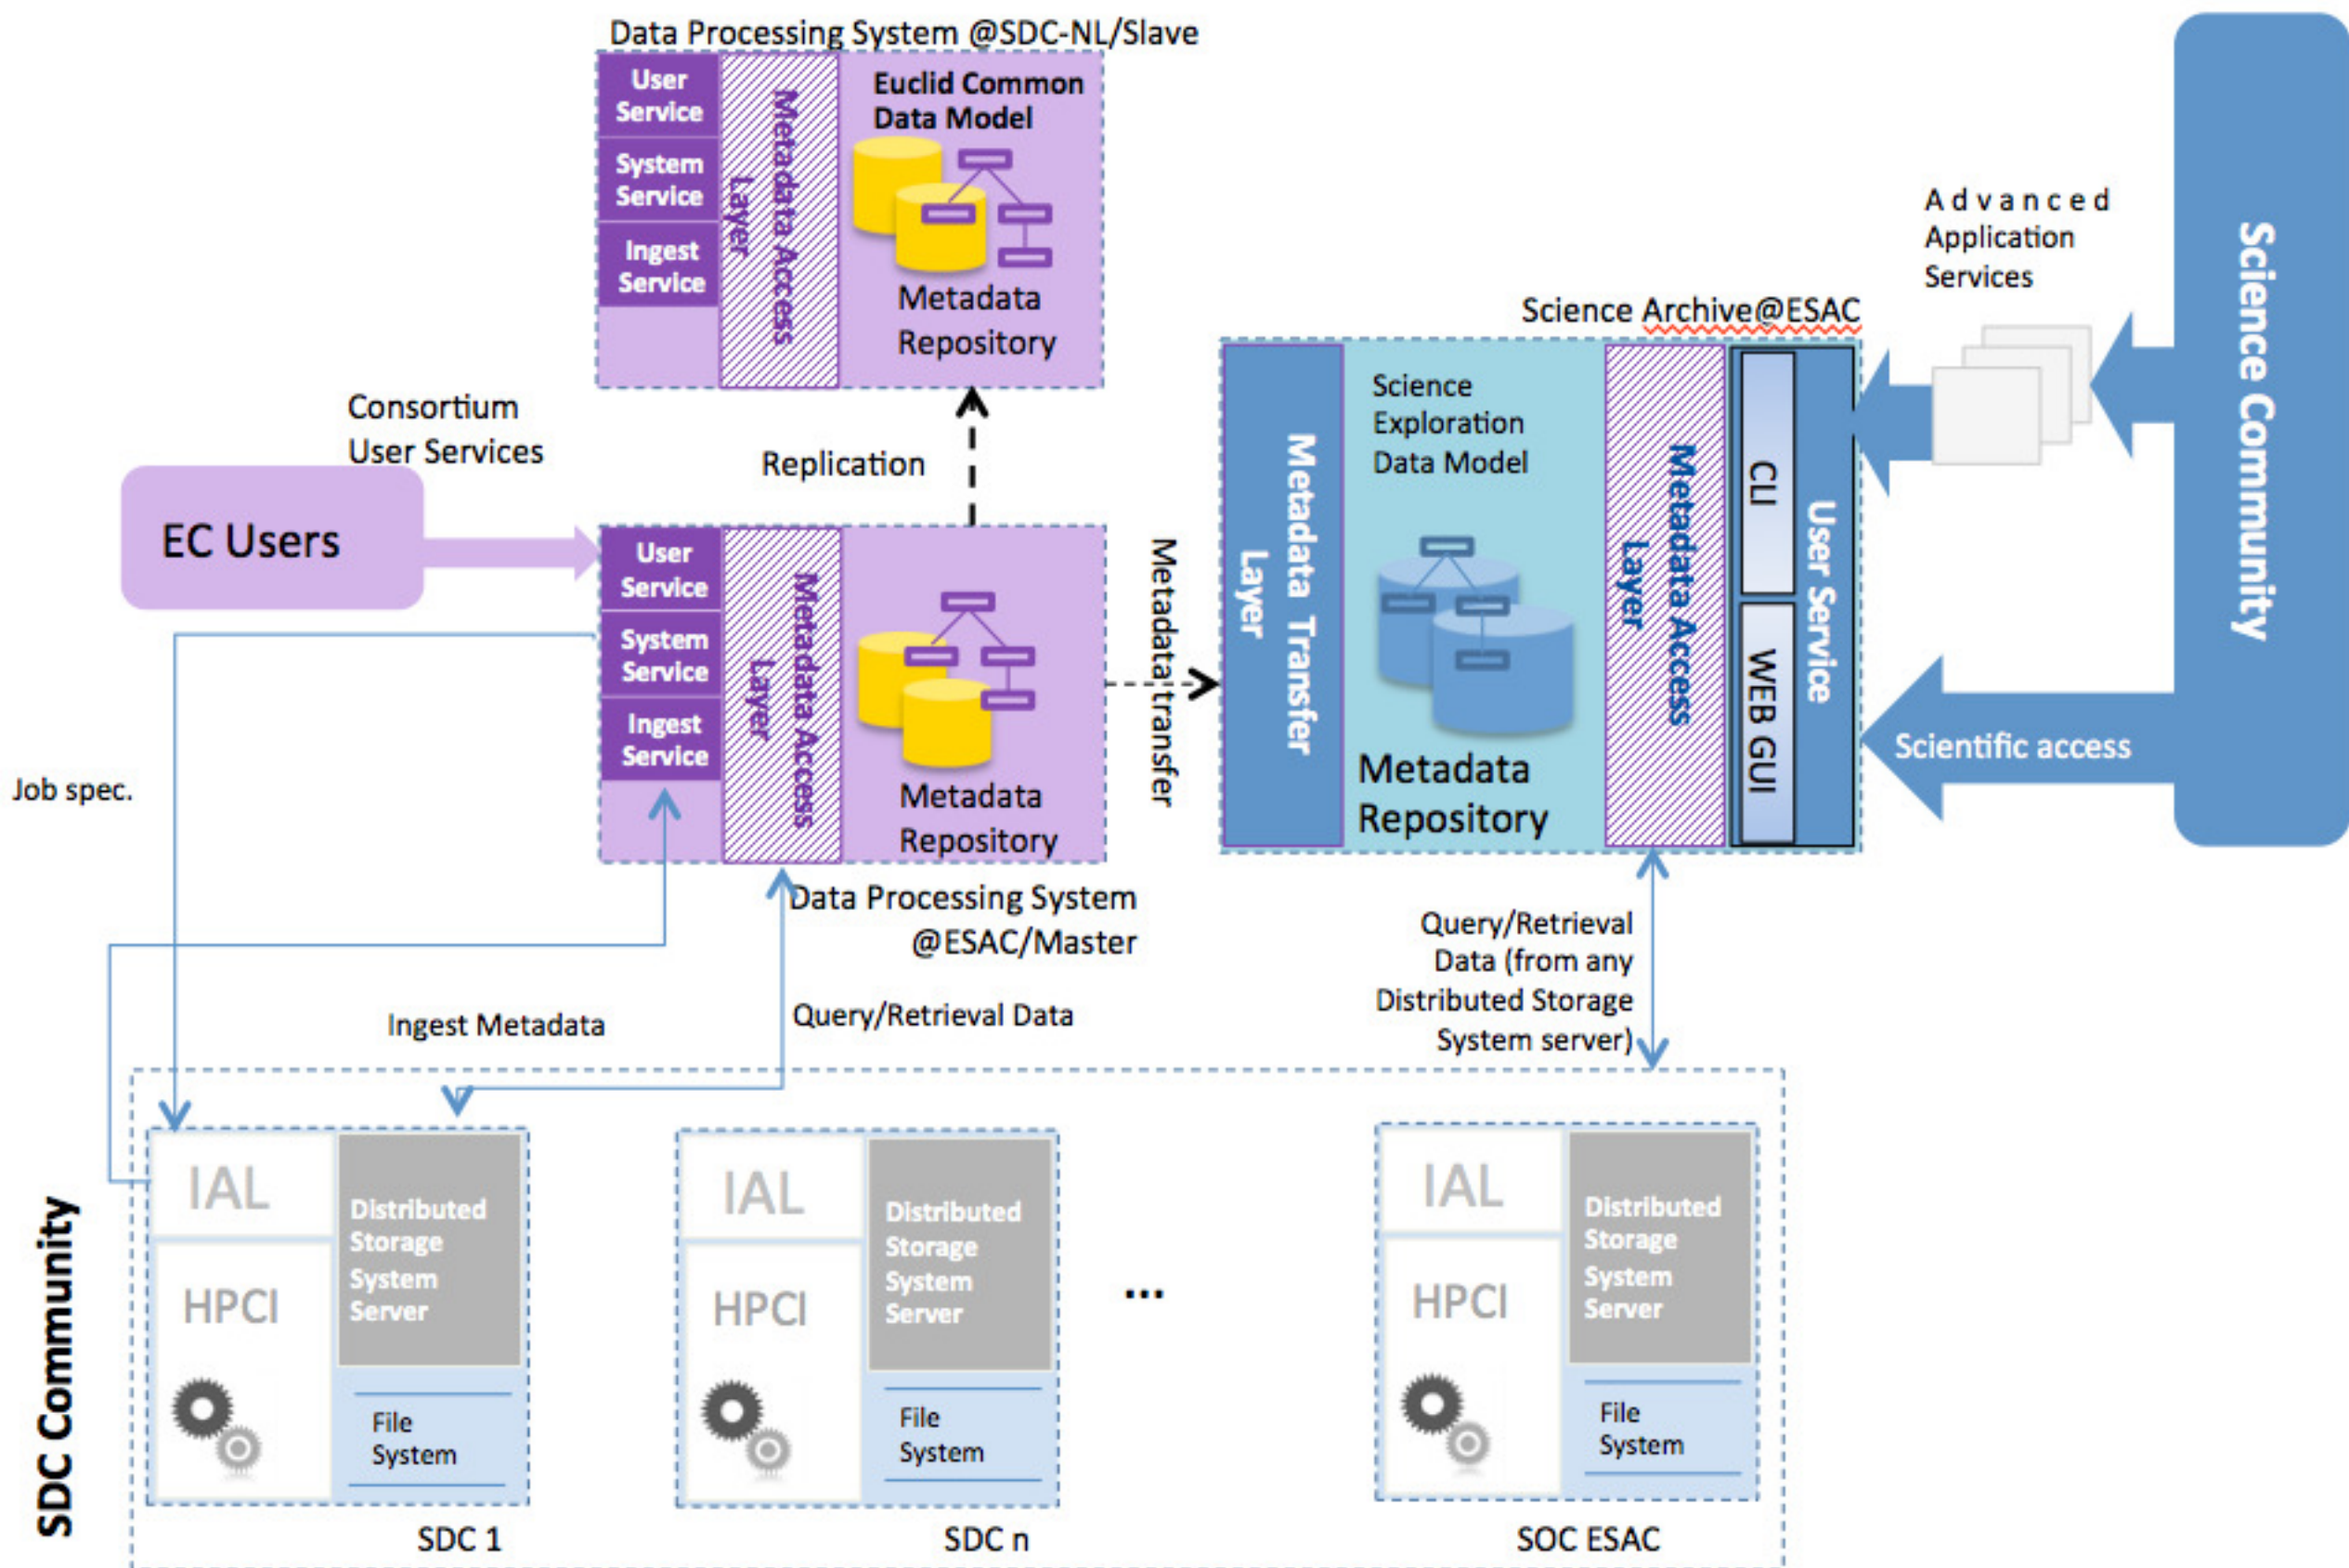 Data Processing System @SDC-NL/Slave
User
Service
System
Service
Ingest
Service
Metadata Access
Layer
Euclid Common
Data Model
Metadata
Repository
Consortium
User Services
Replication
EC Users
User
Service
System
Service
Ingest
Service
Metadata Access
Layer
Metadata
Repository
Data Processing System
@ESAC/Master
Metadata transfer
Science Archive@ESAC
Metadata Transfer
Layer
Science
Exploration
Data Model
Metadata
Repository
Metadata Access
Layer
CLI
WEB GUI
User Service
Advanced
Application
Services
Science Community
Scientific access
Job spec.
Ingest Metadata
Query/Retrieval Data
Query/Retrieval
Data (from any
Distributed Storage
System server)
SDC Community
IAL
HPCI
Distributed
Storage
System
Server
File
System
SDC 1
IAL
HPCI
Distributed
Storage
System
Server
File
System
SDC n
...
IAL
HPCI
Distributed
Storage
System
Server
File
System
SOC ESAC